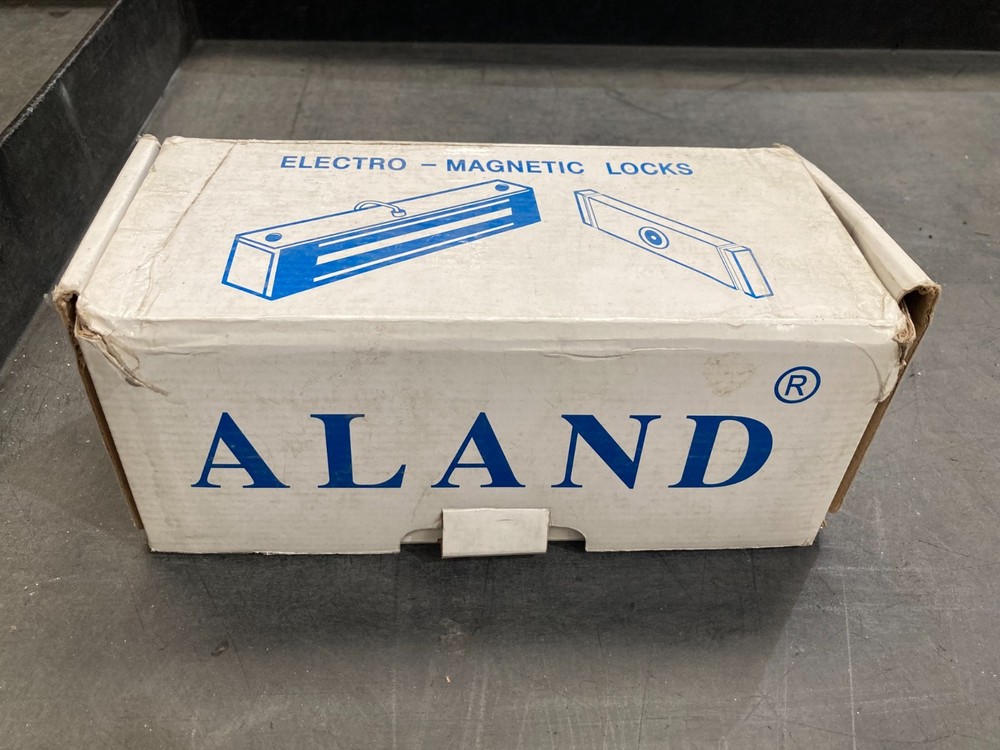 ELECTRO – MAGNETIC LOCKS
ALAND ®